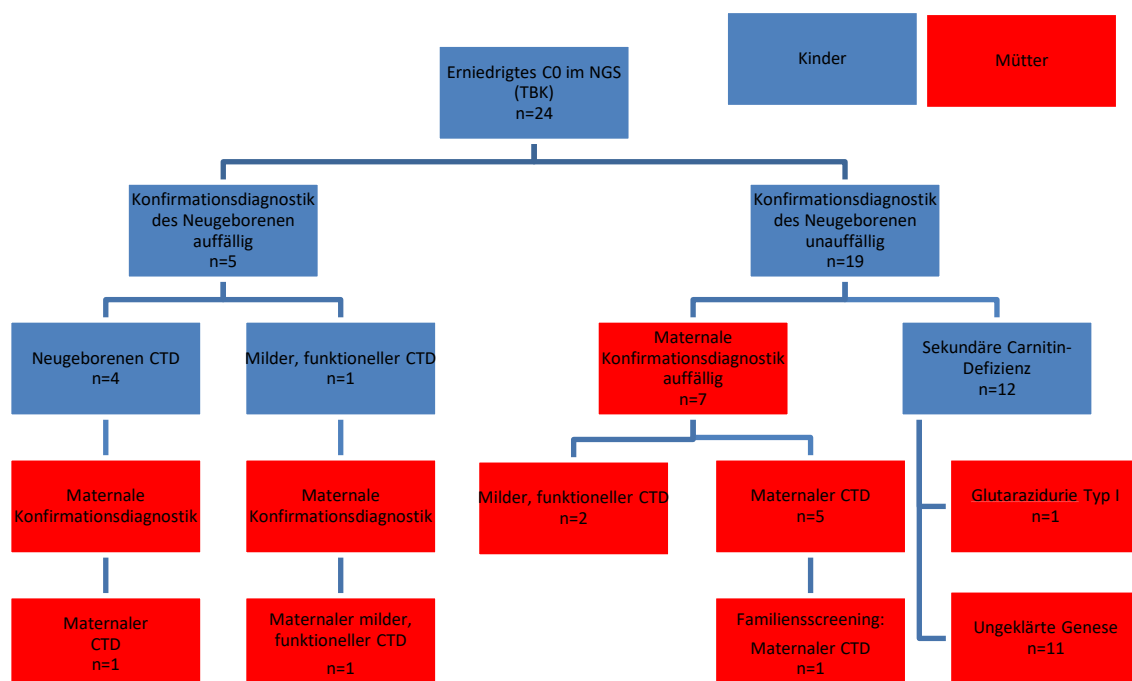 Kinder
Mütter
Erniedrigtes C0 im NGS
(TBK)
n=24
Konfirmationsdiagnostik
des Neugeborenen
auffällig
n=5
Konfirmationsdiagnostik
des Neugeborenen
unauffällig
n=19
Neugeborenen CTD
n=4
Milder, funktioneller CTD
n=1
Maternale
Konfirmationsdiagnostik
auffällig
n=7
Sekundäre Carnitin-
Defizienz
n=12
Maternale
Konfirmationsdiagnostik
Maternale
Konfirmationsdiagnostik
Milder, funktioneller CTD
n=2
Maternaler CTD
n=5
Glutarazidurie Typ I
n=1
Maternaler
CTD
n=1
Maternaler milder,
funktioneller CTD
n=1
Familiensscreening:
Maternaler CTD
n=1
Ungeklärte Genese
n=11